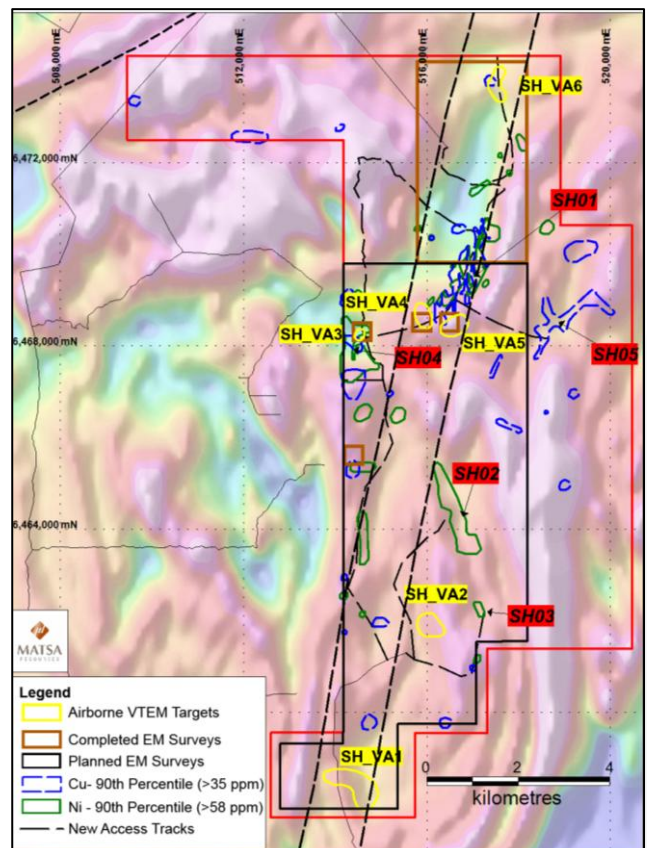 508,000 mE
512,000 mE
516,000 mE
520,000 mE
SH_VA6
6,472,000 mN
SH01
SH_VA4
SH_VA3
6,468,000 mN
SH04
SH_VA5
SH05
SH02
6,464,000 mN
SH_VA2
SH03
MATSA
RESOURCES
SH_VA1
Legend
Airborne VTEM Targets
Completed EM Surveys
Planned EM Surveys
Cu- 90th Percentile (>35 ppm)
Ni - 90th Percentile (>58 ppm)
New Access Tracks
0 2 4
kilometres